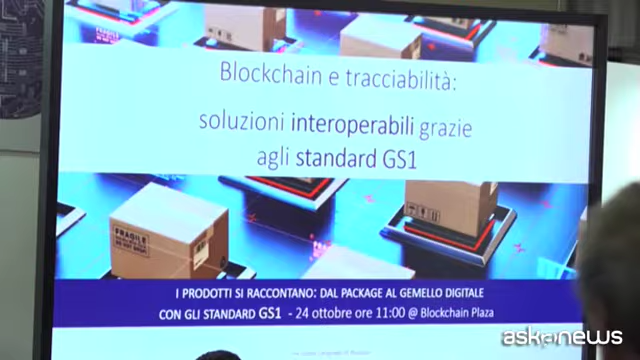 Blockchain e tracciabilità:
soluzioni interoperabili grazie
agli standard GS1
FRAGILE
I PRODOTTI SI RACCONTANO: DAL PACKAGE AL GEMELLO DIGITALE
CON GLI STANDARD GS1 - 24 ottobre ore 11:00 @ Blockchain Plaza
askanews